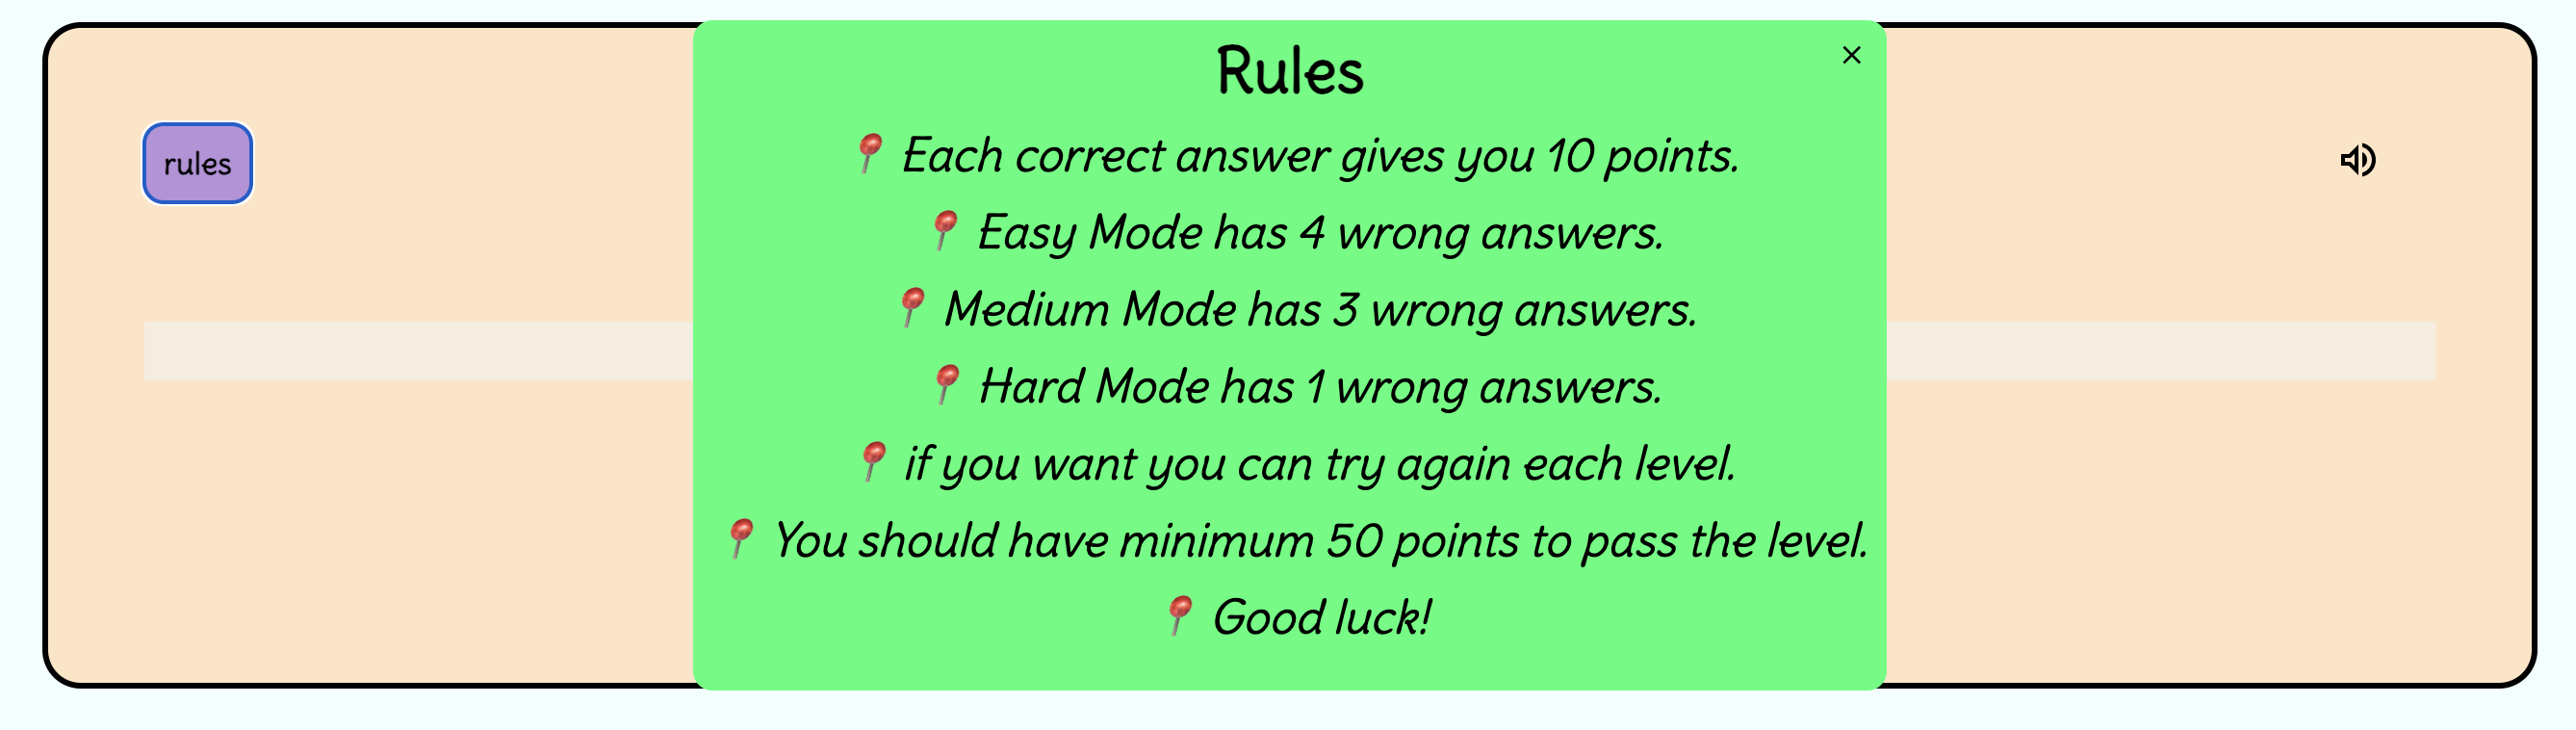 Rules
×
rules
📍 Each correct answer gives you 10 points.
📍 Easy Mode has 4 wrong answers.
📍 Medium Mode has 3 wrong answers.
📍 Hard Mode has 1 wrong answers.
📍 if you want you can try again each level.
📍 You should have minimum 50 points to pass the level.
📍 Good luck!